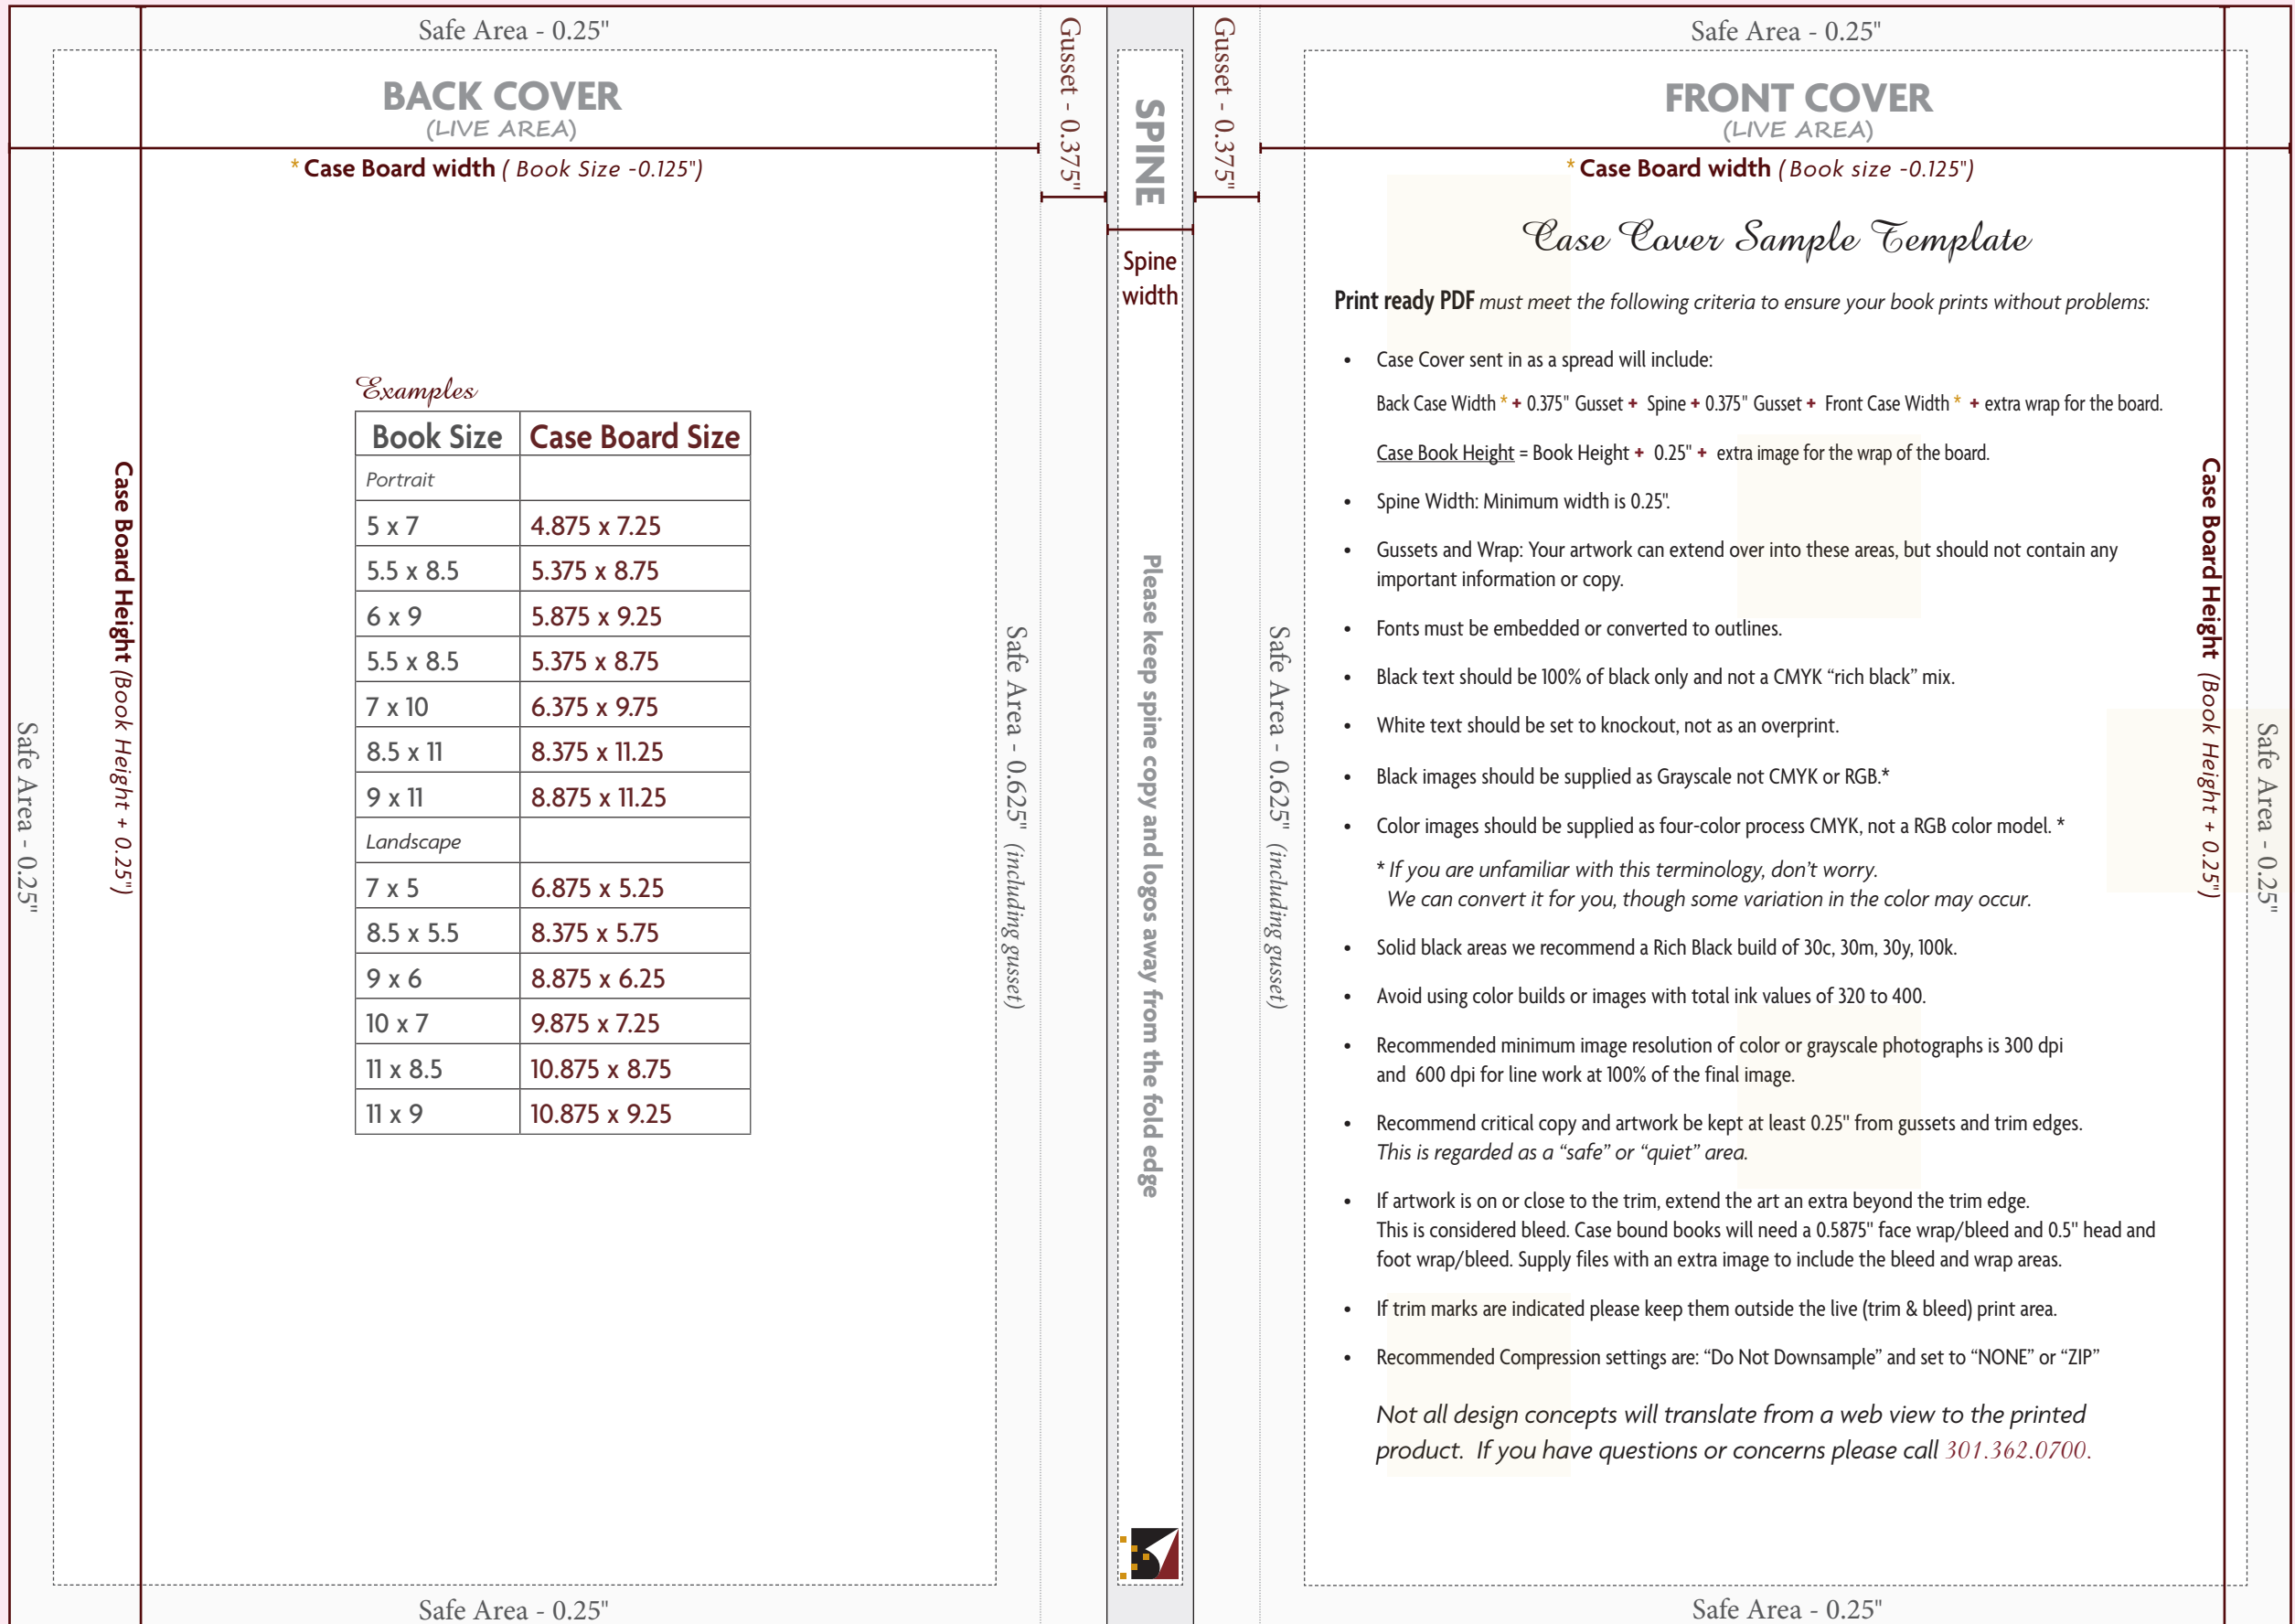 Safe Area - 0.25"
BACK COVER
(LIVE AREA)
* Case Board width ( Book Size -0.125")
Case Board Height (Book Height + 0.25")
Safe Area - 0.25"
Examples
Book Size Case Board Size
Portrait
5 x 7 4.875 x 7.25
5.5 x 8.5 5.375 x 8.75
6 x 9 5.875 x 9.25
5.5 x 8.5 5.375 x 8.75
7 x 10 6.375 x 9.75
8.5 x 11 8.375 x 11.25
9 x 11 8.875 x 11.25
Landscape
7 x 5 6.875 x 5.25
8.5 x 5.5 8.375 x 5.75
9 x 6 8.875 x 6.25
10 x 7 9.875 x 7.25
11 x 8.5 10.875 x 8.75
11 x 9 10.875 x 9.25
Safe Area - 0.625" (including gusset)
Safe Area - 0.25"
Gusset - 0.375"
SPINE
Spine
width
Please keep spine copy and logos away from the fold edge
Gusset - 0.375"
Safe Area - 0.625" (including gusset)
Safe Area - 0.25"
FRONT COVER
(LIVE AREA)
* Case Board width ( Book size -0.125")
Case Cover Sample Template
Print ready PDF must meet the following criteria to ensure your book prints without problems:
• Case Cover sent in as a spread will include:
Back Case Width * + 0.375" Gusset + Spine + 0.375" Gusset + Front Case Width * + extra wrap for the board.
Case Book Height = Book Height + 0.25" + extra image for the wrap of the board.
• Spine Width: Minimum width is 0.25".
• Gussets and Wrap: Your artwork can extend over into these areas, but should not contain any
important information or copy.
• Fonts must be embedded or converted to outlines.
• Black text should be 100% of black only and not a CMYK “rich black” mix.
• White text should be set to knockout, not as an overprint.
• Black images should be supplied as Grayscale not CMYK or RGB.*
• Color images should be supplied as four-color process CMYK, not a RGB color model. *
* If you are unfamiliar with this terminology, don’t worry.
We can convert it for you, though some variation in the color may occur.
• Solid black areas we recommend a Rich Black build of 30c, 30m, 30y, 100k.
• Avoid using color builds or images with total ink values of 320 to 400.
• Recommended minimum image resolution of color or grayscale photographs is 300 dpi
and 600 dpi for line work at 100% of the final image.
• Recommend critical copy and artwork be kept at least 0.25" from gussets and trim edges.
This is regarded as a “safe” or “quiet” area.
• If artwork is on or close to the trim, extend the art an extra beyond the trim edge.
This is considered bleed. Case bound books will need a 0.5875" face wrap/bleed and 0.5" head and
foot wrap/bleed. Supply files with an extra image to include the bleed and wrap areas.
• If trim marks are indicated please keep them outside the live (trim & bleed) print area.
• Recommended Compression settings are: “Do Not Downsample” and set to “NONE” or “ZIP”
Not all design concepts will translate from a web view to the printed
product. If you have questions or concerns please call 301.362.0700.
Case Board Height (Book Height + 0.25")
Safe Area - 0.25"
Safe Area - 0.25"